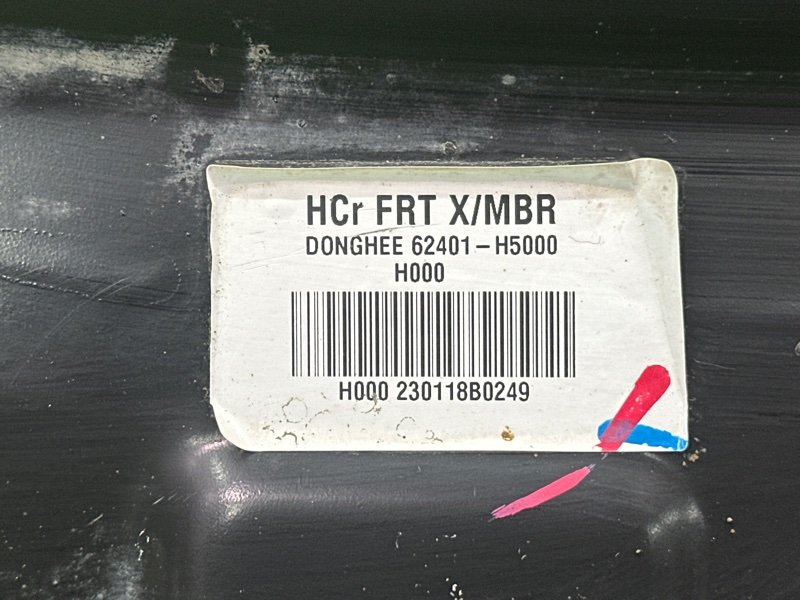 HCr FRT X/MBR
DONGHEE 62401-H5000
H000
H000 230118B0249